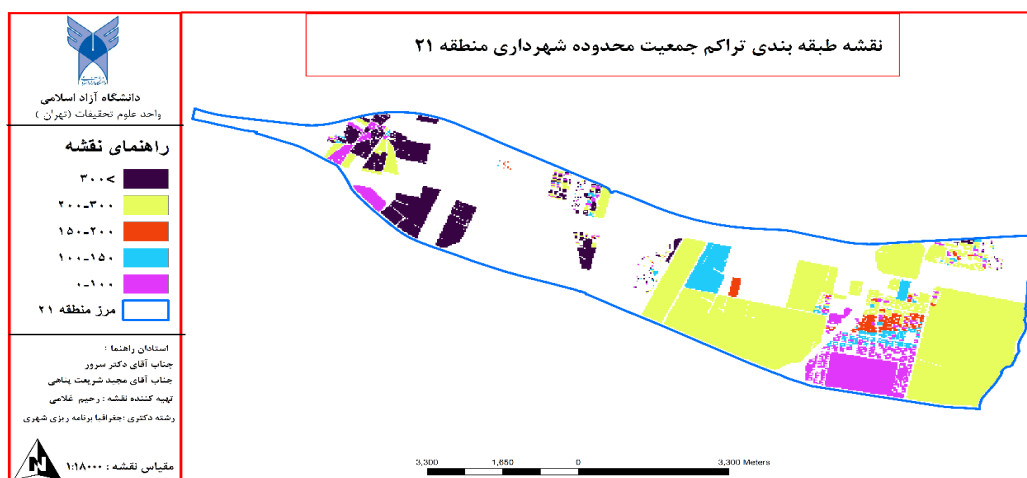 نقشه طبقه بندی تراکم جمعیت محدوده شهرداری منطقه ۲۱
دانشگاه آزاد اسلامی
واحد علوم تحقیقات (تهران )
راهنمای نقشه
۳۰۰<
۲۰۰-۳۰۰
۱۵۰-۲۰۰
۱۰۰-۱۵۰
۰-۱۰۰
مرز منطقه ۲۱
استادان راهنما :
جناب آقای دکتر سرور
جناب آقای مجید شریعت پناهی
تهیه کننده نقشه : رحیم غلامی
رشته دکتری :جغرافیا برنامه ریزی شهری
N
مقیاس نقشه : ۱:۱۸۰۰۰
3,300 1,650 0 3,300 Meters